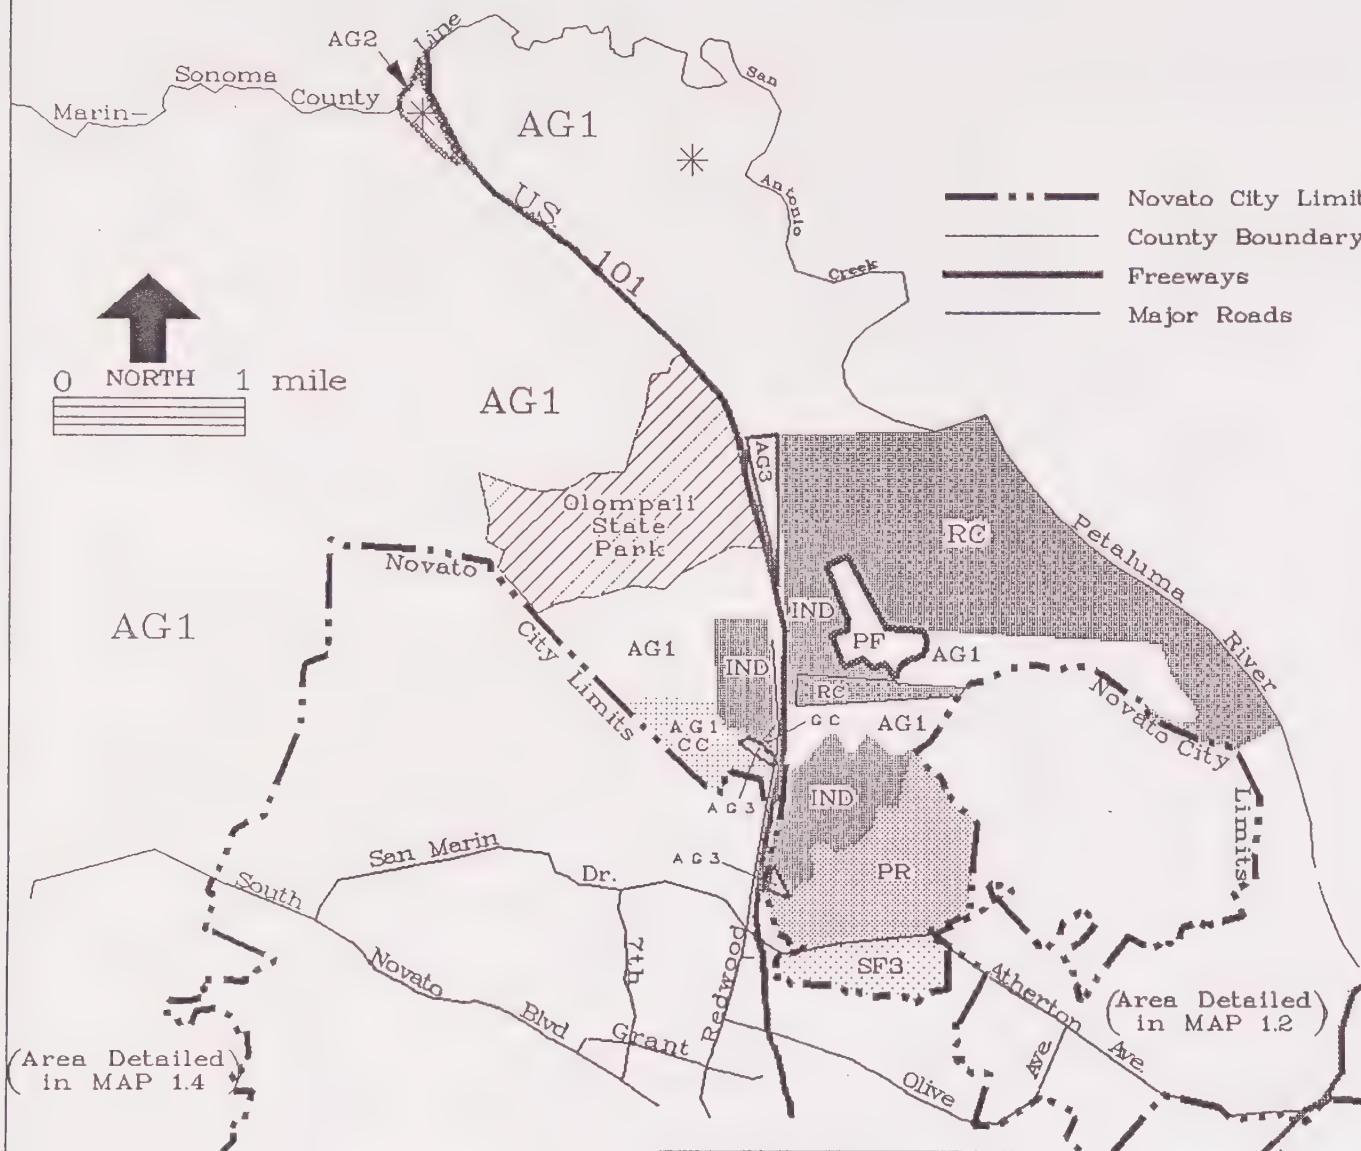 AG2
Line
Sonoma
County
Marin—
AG1
San
Antonio
Creek
U.S.
101
Novato City Limit
County Boundary
Freeways
Major Roads
NORTH
0 1 mile
AG1
AG3
Olompali
State
Park
RC
Petaluma
River
Novato
City
Limits
AG1
AG1
IND
IND
PF
AG1
RC
GC
AG1
AG1
CC
AG3
Novato City
Limits
IND
AG3
PR
San Marin
Dr.
South
Novato
Blvd
7th
Redwood
Grant
SF3
Atherton
Ave.
Ave
Olive
(Area Detailed
in MAP 1.2)
(Area Detailed
in MAP 1.4)